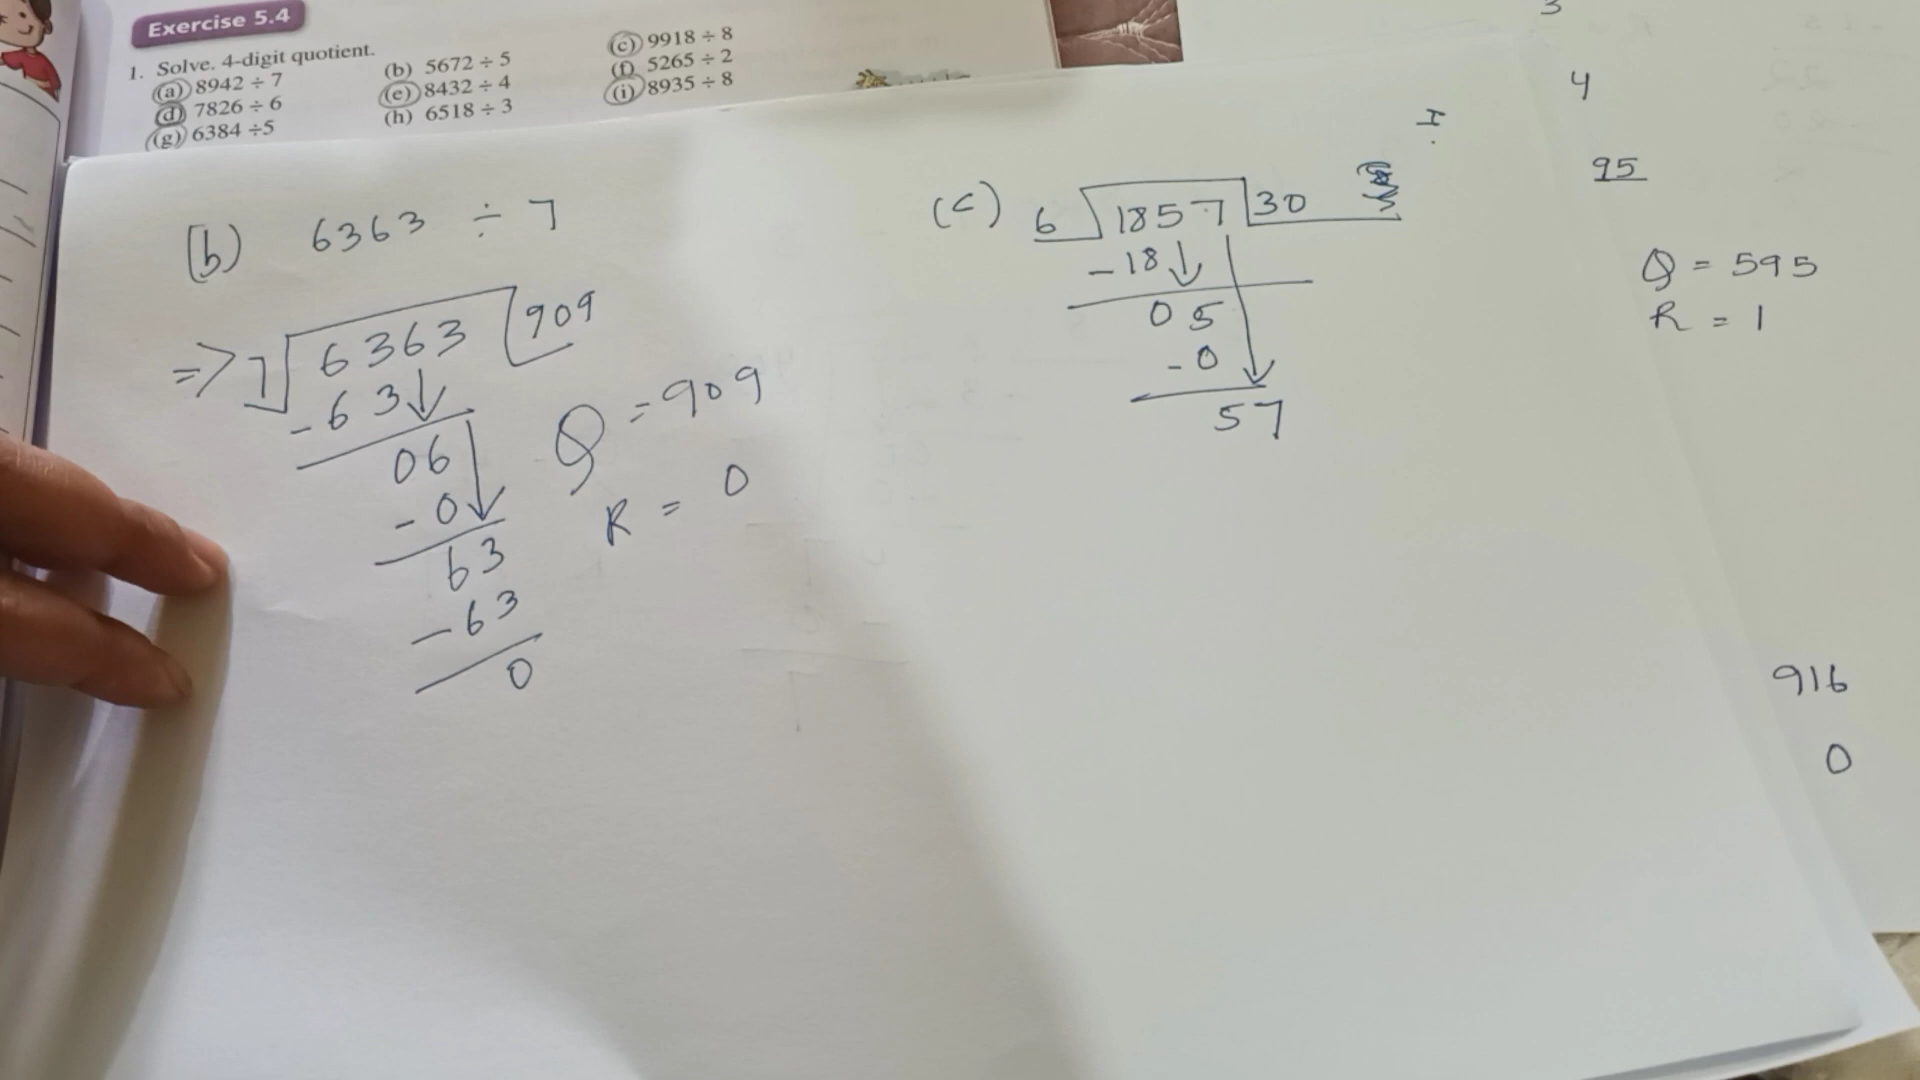 Exercise 5.4
1. Solve. 4-digit quotient.
(a) 8942 ÷ 7 (b) 5672 ÷ 5 (c) 9918 ÷ 8
(d) 7826 ÷ 6 (e) 8432 ÷ 4 (f) 5265 ÷ 2
(g) 6384 ÷5 (h) 6518 ÷ 3 (i) 8935 ÷ 8
(b) 6363 ÷ 7
=> 7 6363 909
- 63
06
- 0
63
- 63
0
Q = 909
R = 0
(c) 6 1857 30
- 18
05
- 0
57
3
4
95
Q = 595
R = 1
916
0